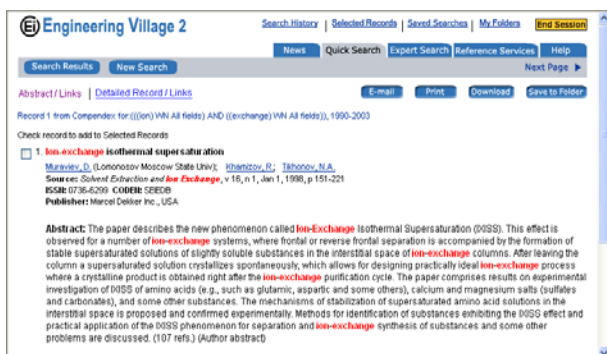 Ei Engineering Village 2
Search History | Selected Records | Saved Searches | My Folders End Session
News Quick Search Expert Search Reference Services Help
Search Results New Search Next Page
Abstract / Links | Detailed Record / Links E-mail Print Download Save to Folder
Record 1 from Compendex for:(((ion) WN All fields) AND ((exchange) WN All fields)), 1990-2003
Check record to add to Selected Records
1. Ion-exchange isothermal supersaturation
Muraviev, D. (Lomonosov Moscow State Univ); Khamizov, R.; Tikhonov, N.A.
Source: Solvent Extraction and Ion Exchange, v 16, n 1, Jan 1, 1998, p 151-221
ISSN: 0736-6299 CODEN: SEIEDB
Publisher: Marcel Dekker Inc., USA
Abstract: The paper describes the new phenomenon called Ion-Exchange Isothermal Supersaturation (IXISS). This effect is
observed for a number of ion-exchange systems, where frontal or reverse frontal separation is accompanied by the formation of
stable supersaturated solutions of slightly soluble substances in the interstitial space of ion-exchange columns. After leaving the
column a supersaturated solution crystallizes spontaneously, which allows for designing practically ideal ion-exchange process
where a crystalline product is obtained right after the ion-exchange purification cycle. The paper comprises results on experimental
investigation of IXISS of amino acids (e.g., such as glutamic, aspartic and some others), calcium and magnesium salts (sulfates
and carbonates), and some other substances. The mechanisms of stabilization of supersaturated amino acid solutions in the
interstitial space is proposed and confirmed experimentally. Methods for identification of substances exhibiting the IXISS effect and
practical application of the IXISS phenomenon for separation and ion-exchange synthesis of substances and some other
problems are discussed. (107 refs.) (Author abstract)